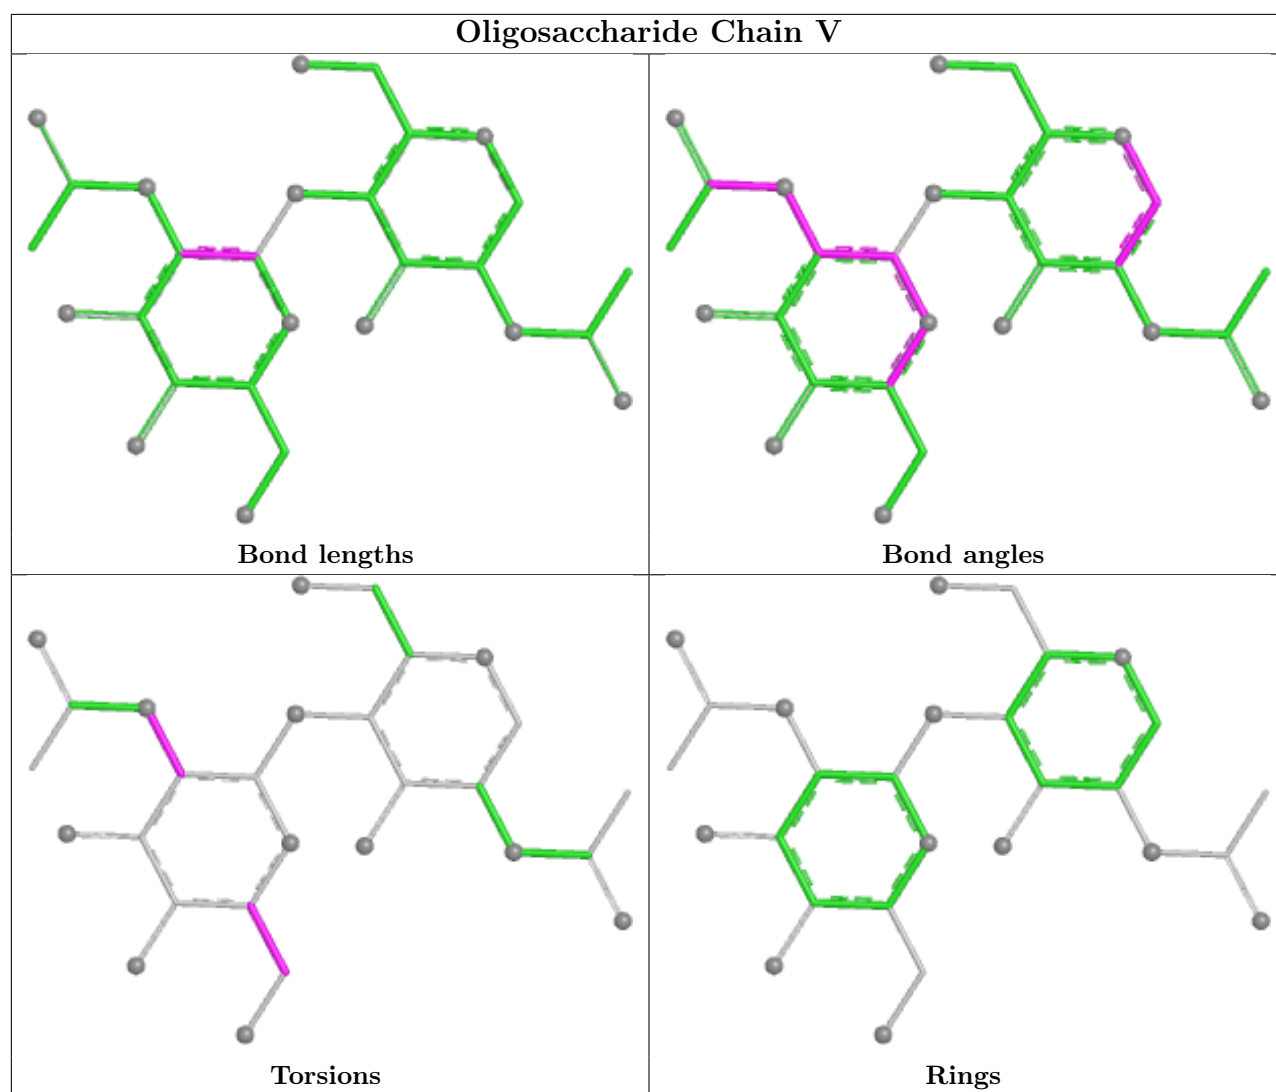 Oligosaccharide Chain V
Bond lengths
Bond angles
Torsions
Rings